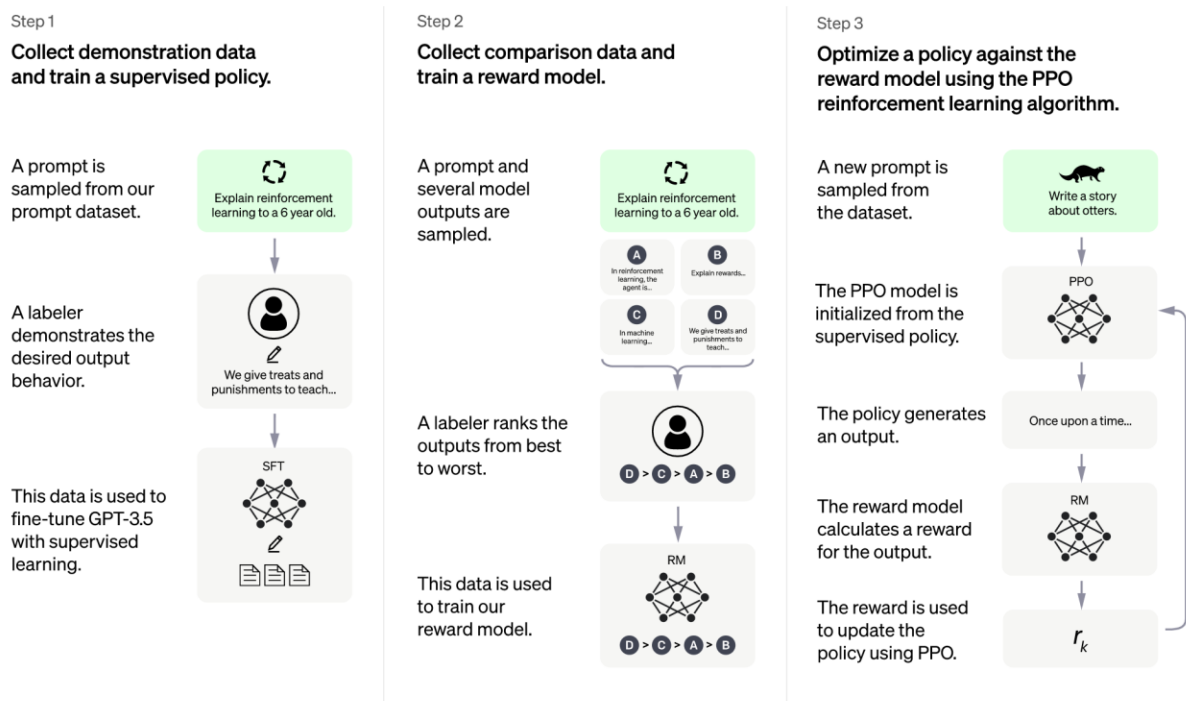 Step 1
Collect demonstration data
and train a supervised policy.
A prompt is
sampled from our
prompt dataset.
Explain reinforcement
learning to a 6 year old.
A labeler
demonstrates the
desired output
behavior.
We give treats and
punishments to teach...
This data is used to
fine-tune GPT-3.5
with supervised
learning.
SFT
Step 2
Collect comparison data and
train a reward model.
A prompt and
several model
outputs are
sampled.
Explain reinforcement
learning to a 6 year old.
A
In reinforcement
learning, the
agent is...
B
Explain rewards...
C
In machine
learning...
D
We give treats and
punishments to
teach...
A labeler ranks the
outputs from best
to worst.
D > C > A > B
This data is used
to train our
reward model.
RM
D > C > A > B
Step 3
Optimize a policy against the
reward model using the PPO
reinforcement learning algorithm.
A new prompt is
sampled from
the dataset.
Write a story
about otters.
The PPO model is
initialized from the
supervised policy.
PPO
The policy generates
an output.
Once upon a time...
The reward model
calculates a reward
for the output.
RM
The reward is used
to update the
policy using PPO.
r_k